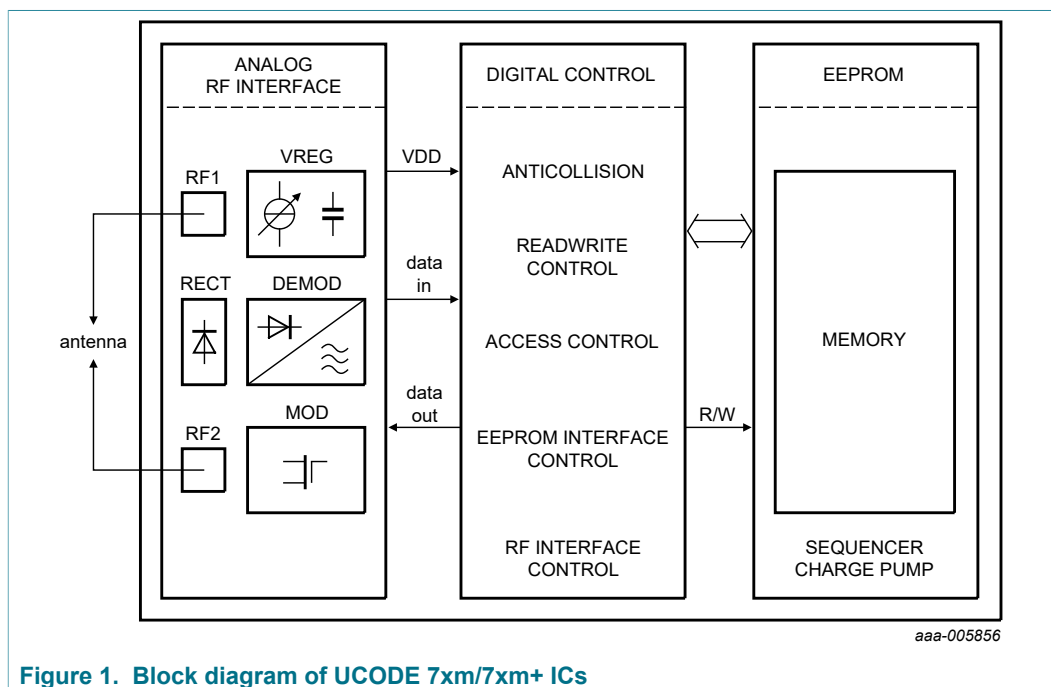 ANALOG
RF INTERFACE
VREG
RF1
RECT
DEMOD
antenna
MOD
RF2
VDD
data
in
data
out
DIGITAL CONTROL
ANTICOLLISION
READWRITE
CONTROL
ACCESS CONTROL
EEPROM INTERFACE
CONTROL
RF INTERFACE
CONTROL
R/W
EEPROM
MEMORY
SEQUENCER
CHARGE PUMP
aaa-005856
Figure 1. Block diagram of UCODE 7xm/7xm+ ICs